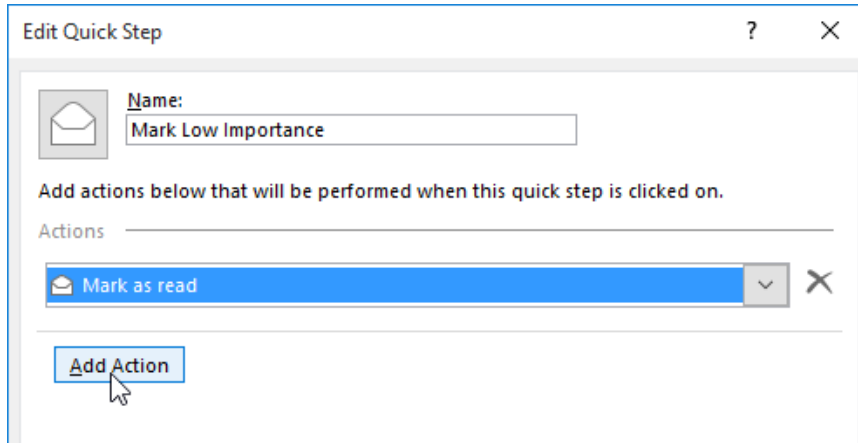 Edit Quick Step ?
Name:
Mark Low Importance
Add actions below that will be performed when this quick step is clicked on.
Actions
Mark as read
Add Action